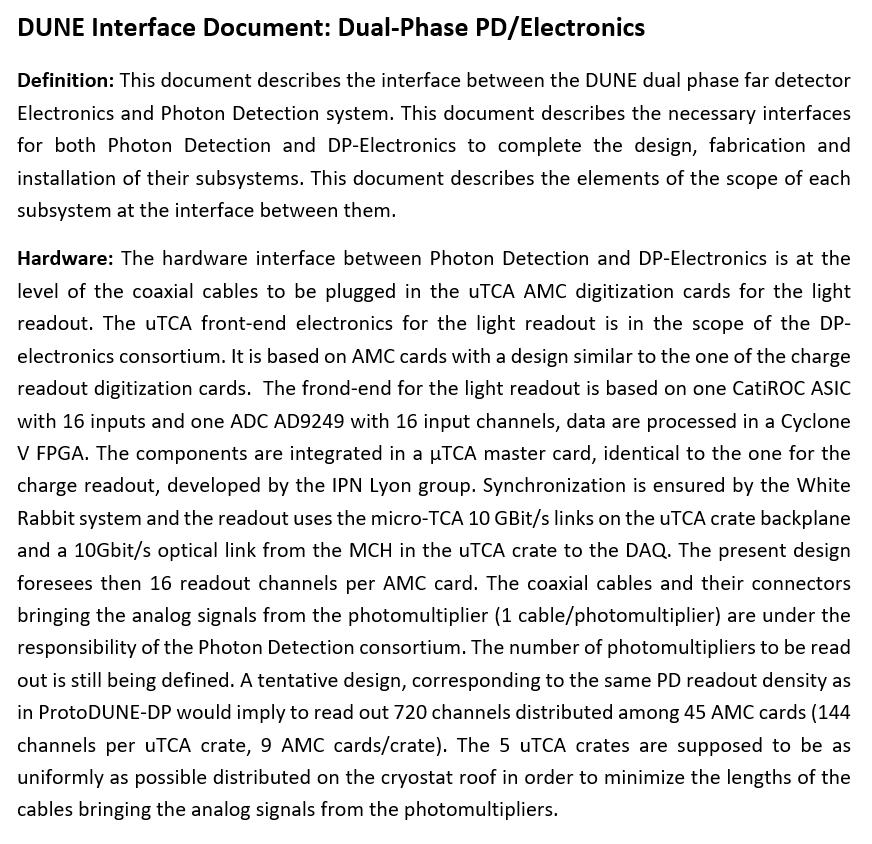 DUNE Interface Document: Dual-Phase PD/Electronics
Definition: This document describes the interface between the DUNE dual phase far detector
Electronics and Photon Detection system. This document describes the necessary interfaces
for both Photon Detection and DP-Electronics to complete the design, fabrication and
installation of their subsystems. This document describes the elements of the scope of each
subsystem at the interface between them.
Hardware: The hardware interface between Photon Detection and DP-Electronics is at the
level of the coaxial cables to be plugged in the uTCA AMC digitization cards for the light
readout. The uTCA front-end electronics for the light readout is in the scope of the DP-
electronics consortium. It is based on AMC cards with a design similar to the one of the charge
readout digitization cards.  The frond-end for the light readout is based on one CatiROC ASIC
with 16 inputs and one ADC AD9249 with 16 input channels, data are processed in a Cyclone
V FPGA. The components are integrated in a µTCA master card, identical to the one for the
charge readout, developed by the IPN Lyon group. Synchronization is ensured by the White
Rabbit system and the readout uses the micro-TCA 10 GBit/s links on the uTCA crate backplane
and a 10Gbit/s optical link from the MCH in the uTCA crate to the DAQ. The present design
foresees then 16 readout channels per AMC card. The coaxial cables and their connectors
bringing the analog signals from the photomultiplier (1 cable/photomultiplier) are under the
responsibility of the Photon Detection consortium. The number of photomultipliers to be read
out is still being defined. A tentative design, corresponding to the same PD readout density as
in ProtoDUNE-DP would imply to read out 720 channels distributed among 45 AMC cards (144
channels per uTCA crate, 9 AMC cards/crate). The 5 uTCA crates are supposed to be as
uniformly as possible distributed on the cryostat roof in order to minimize the lengths of the
cables bringing the analog signals from the photomultipliers.